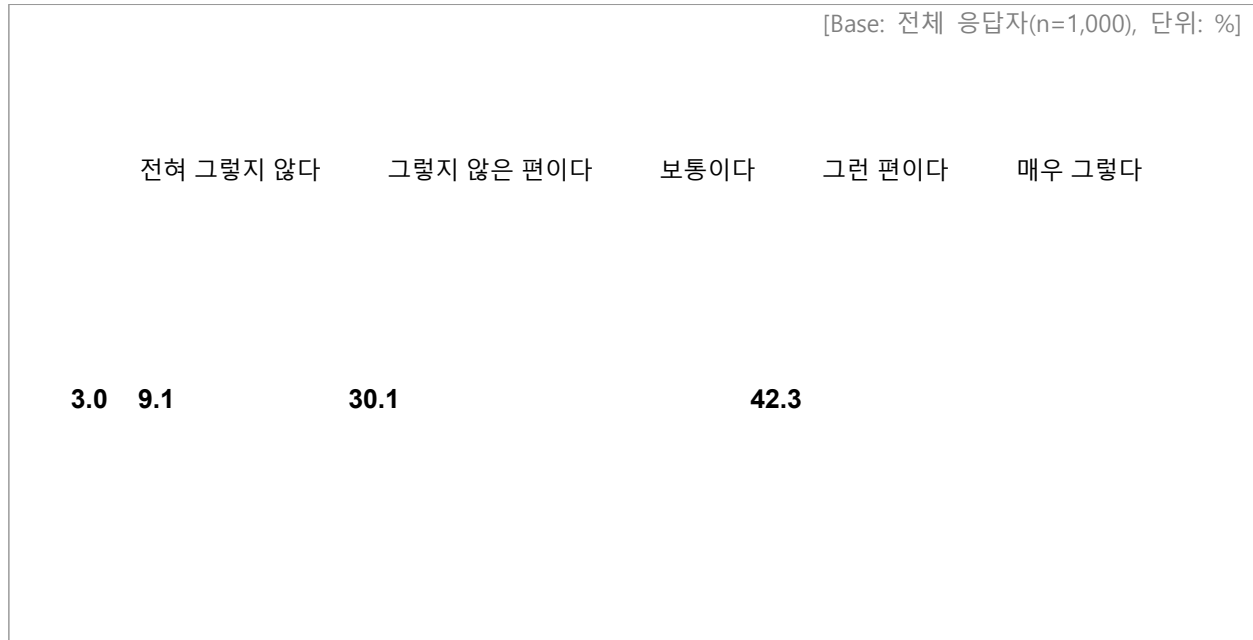 [Base: 전체 응답자(n=1,000), 단위: %]
전혀 그렇지 않다 그렇지 않은 편이다 보통이다 그런 편이다 매우 그렇다
3.0 9.1 30.1 42.3